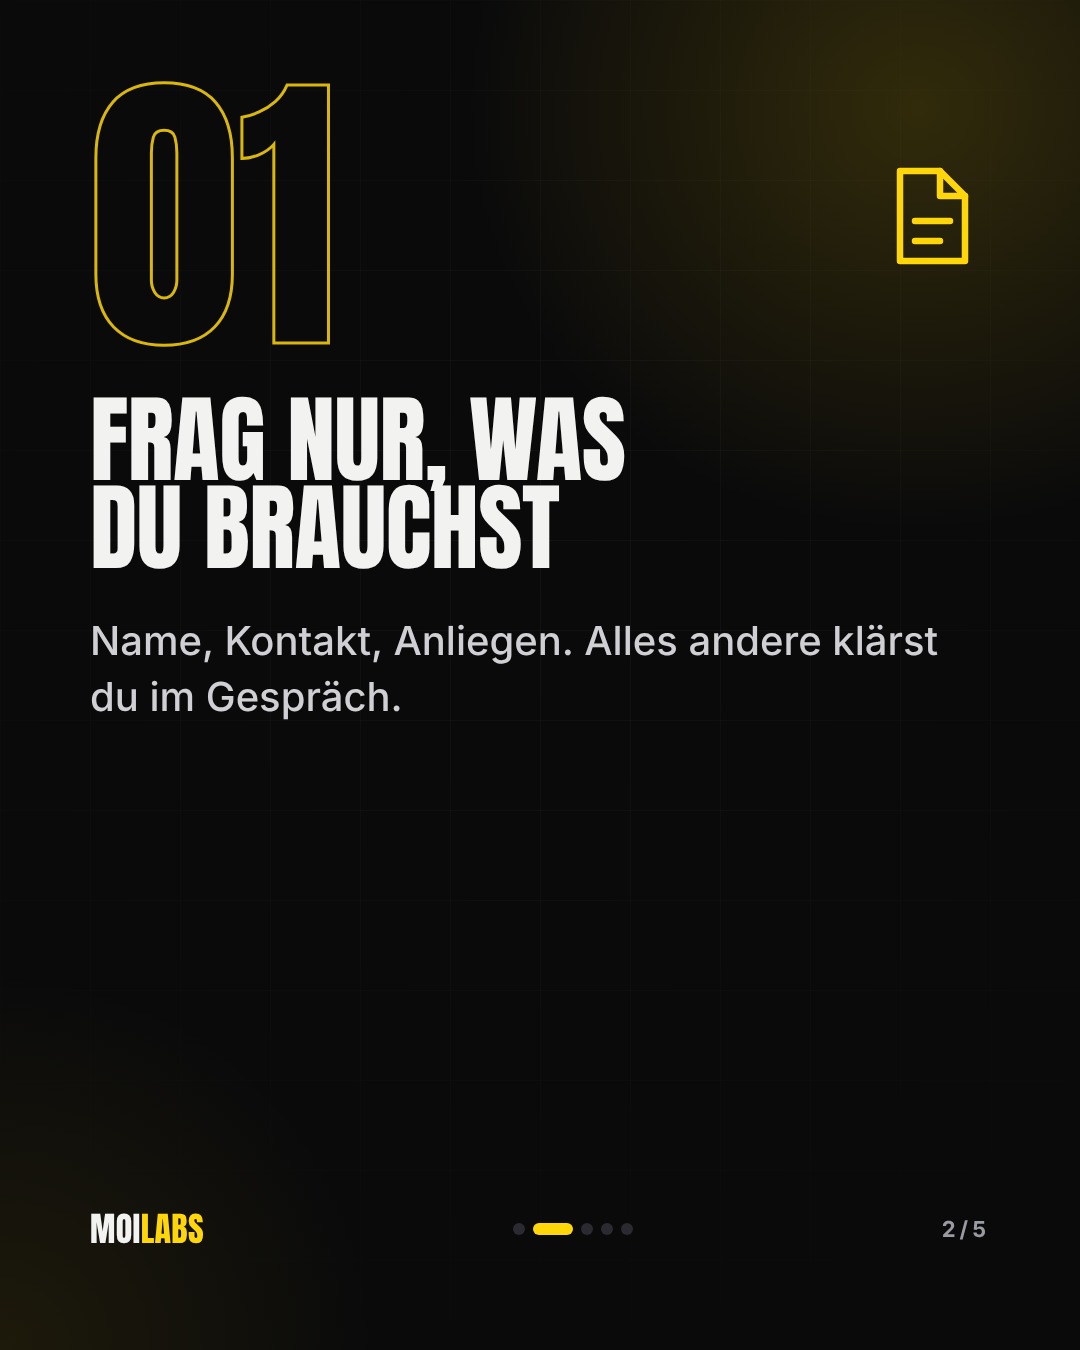 01
FRAG NUR, WAS
DU BRAUCHST
Name, Kontakt, Anliegen. Alles andere klärst
du im Gespräch.
MOILABS
2/5